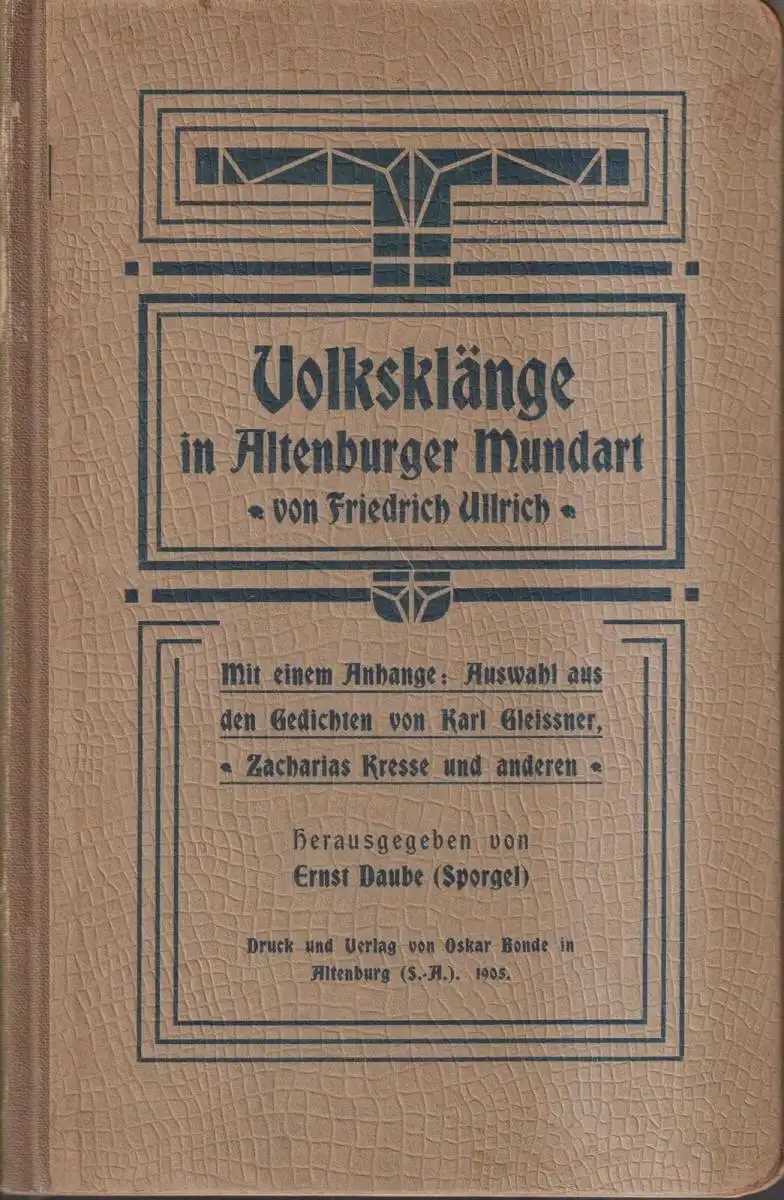 Volksklänge
in Altenburger Mundart
von Friedrich Ullrich
Mit einem Anhange: Auswahl aus
den Gedichten von Karl Gleissner,
Zacharias Kresse und anderen
Herausgegeben von
Ernst Daube (Sporgel)
Druck und Verlag von Oskar Bonde in
Altenburg (S.-A.). 1905.